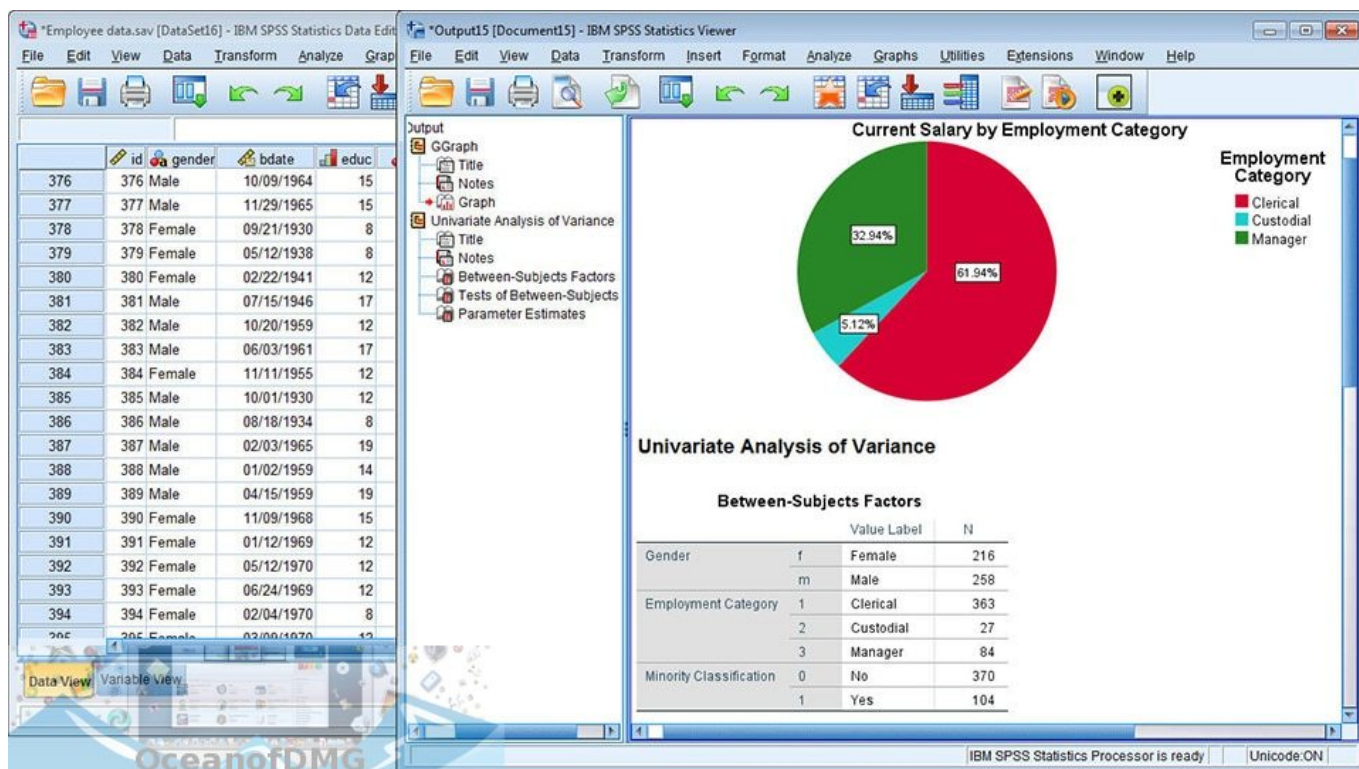 *Employee data.sav [DataSet16] - IBM SPSS Statistics Data Edit
File Edit View Data Transform Analyze Grap
id gender bdate educ
376 376 Male 10/09/1964 15
377 377 Male 11/29/1965 15
378 378 Female 09/21/1930 8
379 379 Female 05/12/1938 8
380 380 Female 02/22/1941 12
381 381 Male 07/15/1946 17
382 382 Male 10/20/1959 12
383 383 Male 06/03/1961 17
384 384 Female 11/11/1955 12
385 385 Male 10/01/1930 12
386 386 Male 08/18/1934 8
387 387 Male 02/03/1965 19
388 388 Male 01/02/1959 14
389 389 Male 04/15/1959 19
390 390 Female 11/09/1968 15
391 391 Female 01/12/1969 12
392 392 Female 05/12/1970 12
393 393 Female 06/24/1969 12
394 394 Female 02/04/1970 8
395 395 Female 03/09/1970 12
Data View Variable View
OceanofDMG
*Output15 [Document15] - IBM SPSS Statistics Viewer
File Edit View Data Transform Insert Format Analyze Graphs Utilities Extensions Window Help
Output
GGraph
Title
Notes
Graph
Univariate Analysis of Variance
Title
Notes
Between-Subjects Factors
Tests of Between-Subjects
Parameter Estimates
Current Salary by Employment Category
Employment
Category
Clerical
Custodial
Manager
32.94%
61.94%
5.12%
Univariate Analysis of Variance
Between-Subjects Factors
Value Label N
Gender f Female 216
m Male 258
Employment Category 1 Clerical 363
2 Custodial 27
3 Manager 84
Minority Classification 0 No 370
1 Yes 104
IBM SPSS Statistics Processor is ready Unicode:ON